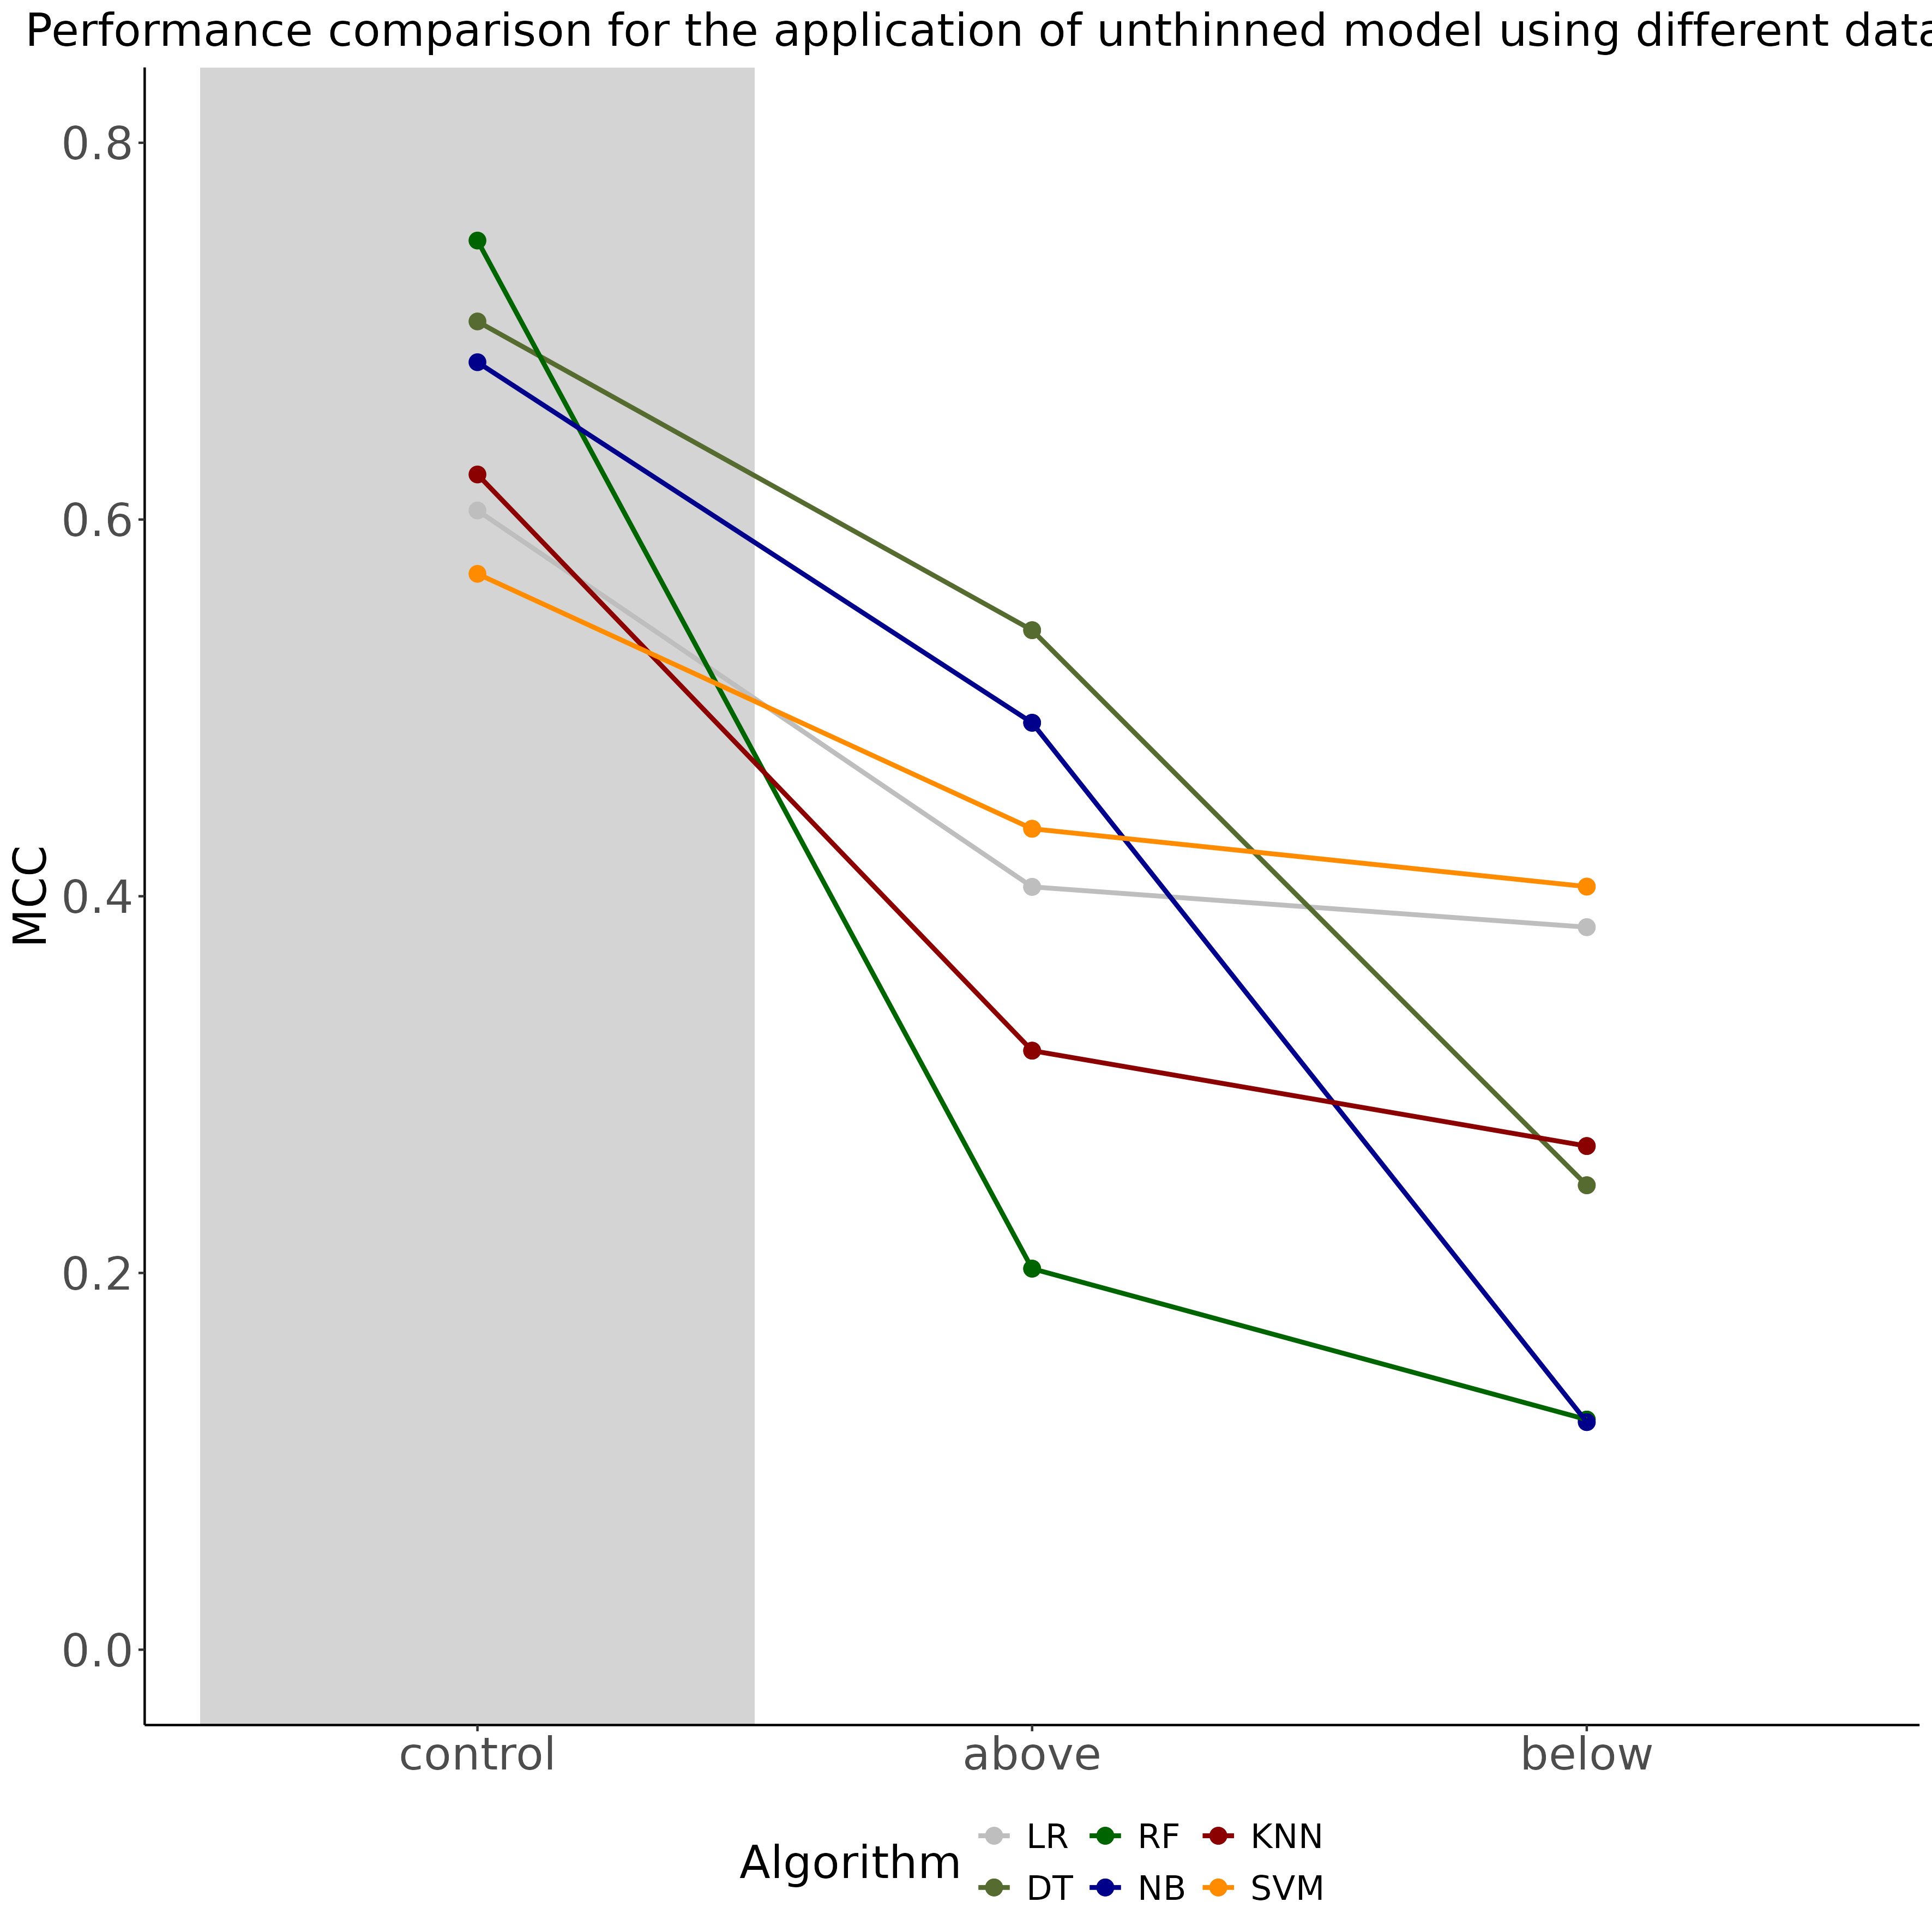 Performance comparison for the application of unthinned model using different data
0.8
0.6
0.4
0.2
0.0
MCC
control above below
Algorithm
LR RF KNN
DT NB SVM